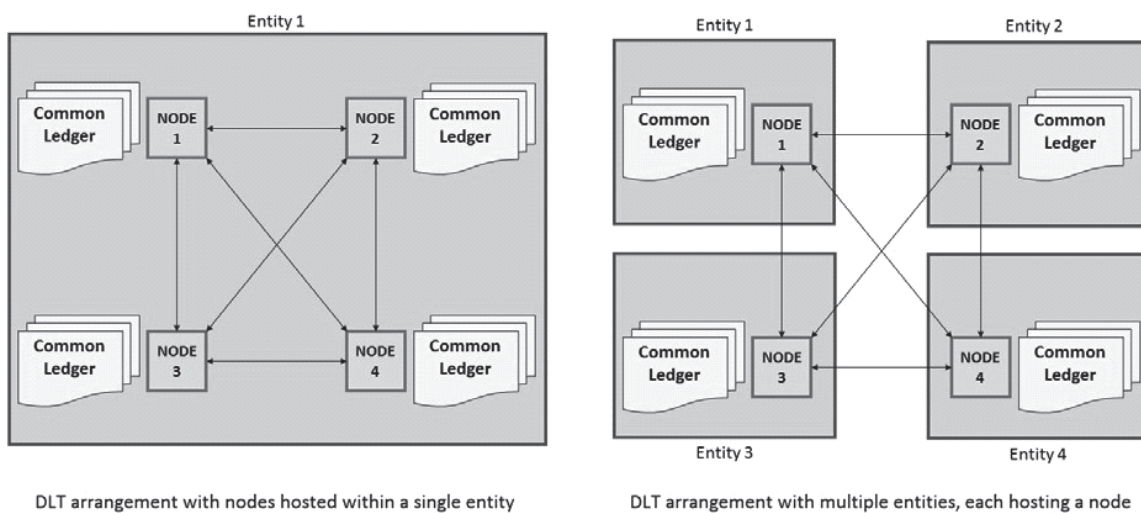 Entity 1
Common
Ledger
NODE
1
NODE
2
Common
Ledger
Common
Ledger
NODE
3
NODE
4
Common
Ledger
DLT arrangement with nodes hosted within a single entity
Entity 1
Entity 2
Common
Ledger
NODE
1
NODE
2
Common
Ledger
Common
Ledger
NODE
3
NODE
4
Common
Ledger
Entity 3
Entity 4
DLT arrangement with multiple entities, each hosting a node